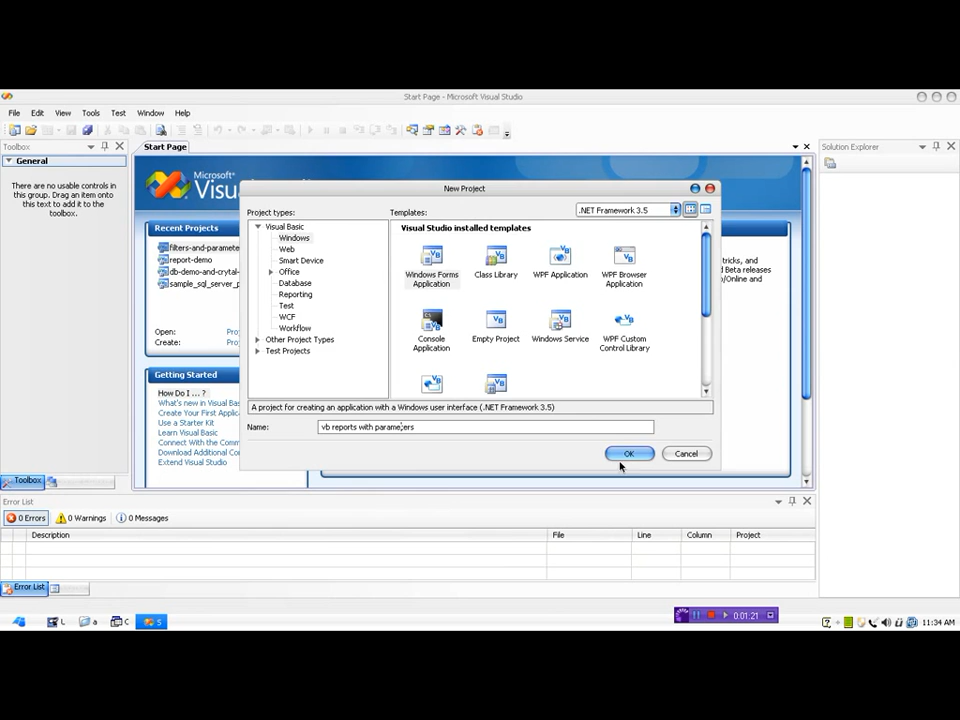 Start Page - Microsoft Visual Studio
File Edit View Tools Test Window Help
Toolbox
General
There are no usable controls in
this group. Drag an item onto
this text to add it to the
toolbox.
Start Page
Microsoft
Visu
Recent Projects
filters-and-paramete
report-demo
db-demo-and-crytal-
sample_sql_server_p
Open: Proj
Create: Proj
Getting Started
How Do I ... ?
What's new in Visual Bas
Create Your First Applica
Use a Starter Kit
Learn Visual Basic
Connect With the Comm
Download Additional Con
Extend Visual Studio
tricks, and
Beta releases
io/Online and
New Project
Project types:
Visual Basic
Windows
Web
Smart Device
Office
Database
Reporting
Test
WCF
Workflow
Other Project Types
Test Projects
Templates:
.NET Framework 3.5
Visual Studio installed templates
Windows Forms Application
Class Library
WPF Application
WPF Browser Application
Console Application
Empty Project
Windows Service
WPF Custom Control Library
A project for creating an application with a Windows user interface (.NET Framework 3.5)
Name: vb reports with parameters
OK Cancel
Solution Explorer
Toolbox
Error List
0 Errors 0 Warnings 0 Messages
Description File Line Column Project
Error List
L a C S
0:01:21
11:34 AM